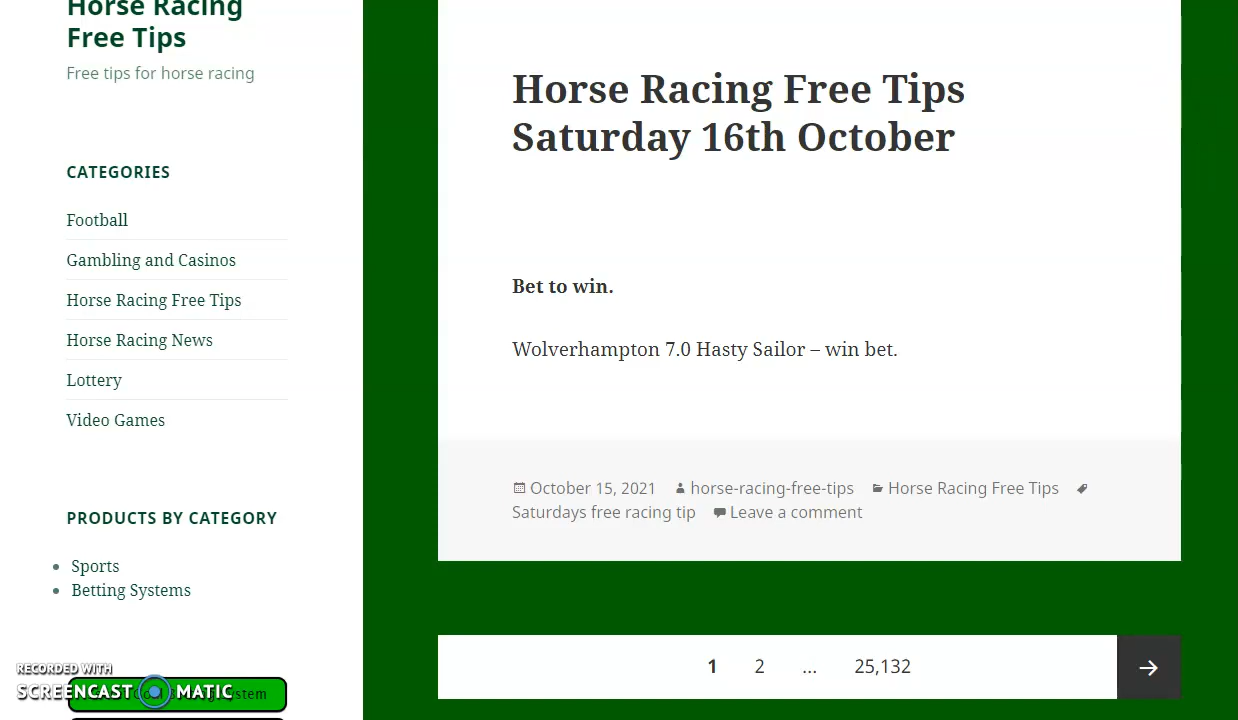 Horse Racing
Free Tips
Free tips for horse racing
CATEGORIES
Football
Gambling and Casinos
Horse Racing Free Tips
Horse Racing News
Lottery
Video Games
PRODUCTS BY CATEGORY
Sports
Betting Systems
RECORDED WITH
SCREENCAST MATIC
Horse Racing Free Tips
Saturday 16th October
Bet to win.
Wolverhampton 7.0 Hasty Sailor – win bet.
October 15, 2021 horse-racing-free-tips Horse Racing Free Tips
Saturdays free racing tip Leave a comment
1 2 ... 25,132